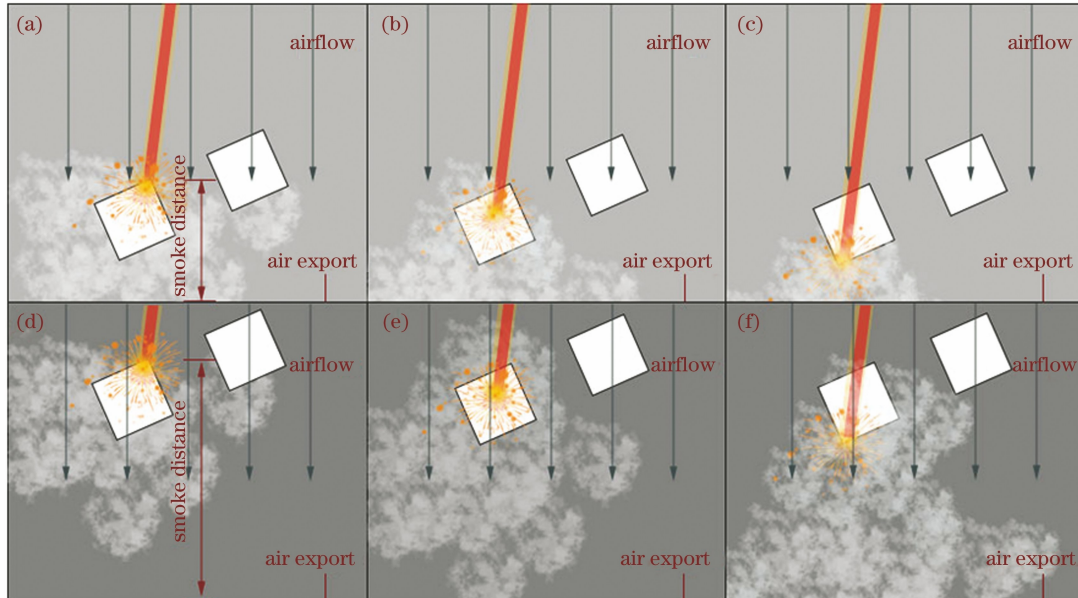 (a)
airflow
smoke distance
air export
(b)
airflow
air export
(c)
airflow
air export
(d)
airflow
smoke distance
air export
(e)
airflow
air export
(f)
airflow
air export